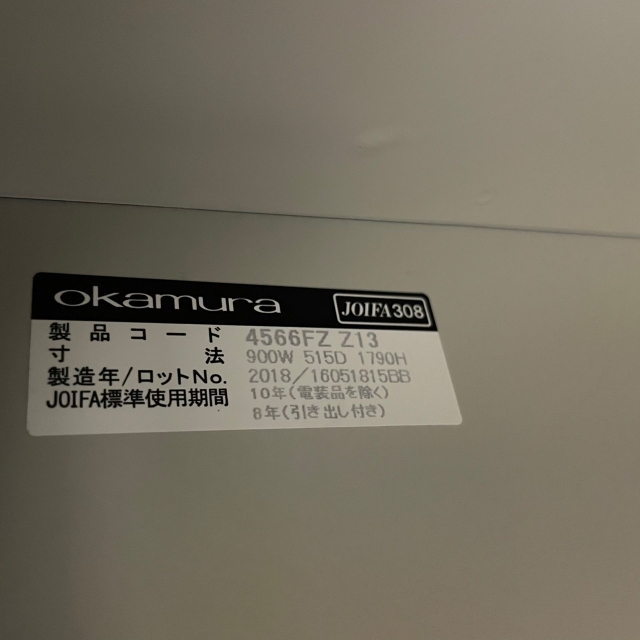 okamura JOIFA308
製品コード 4566FZ Z13
寸法 900W 515D 1790H
製造年/ロットNo. 2018/16051815BB
JOIFA標準使用期間 10年(電装品を除く)
8年(引き出し付き)